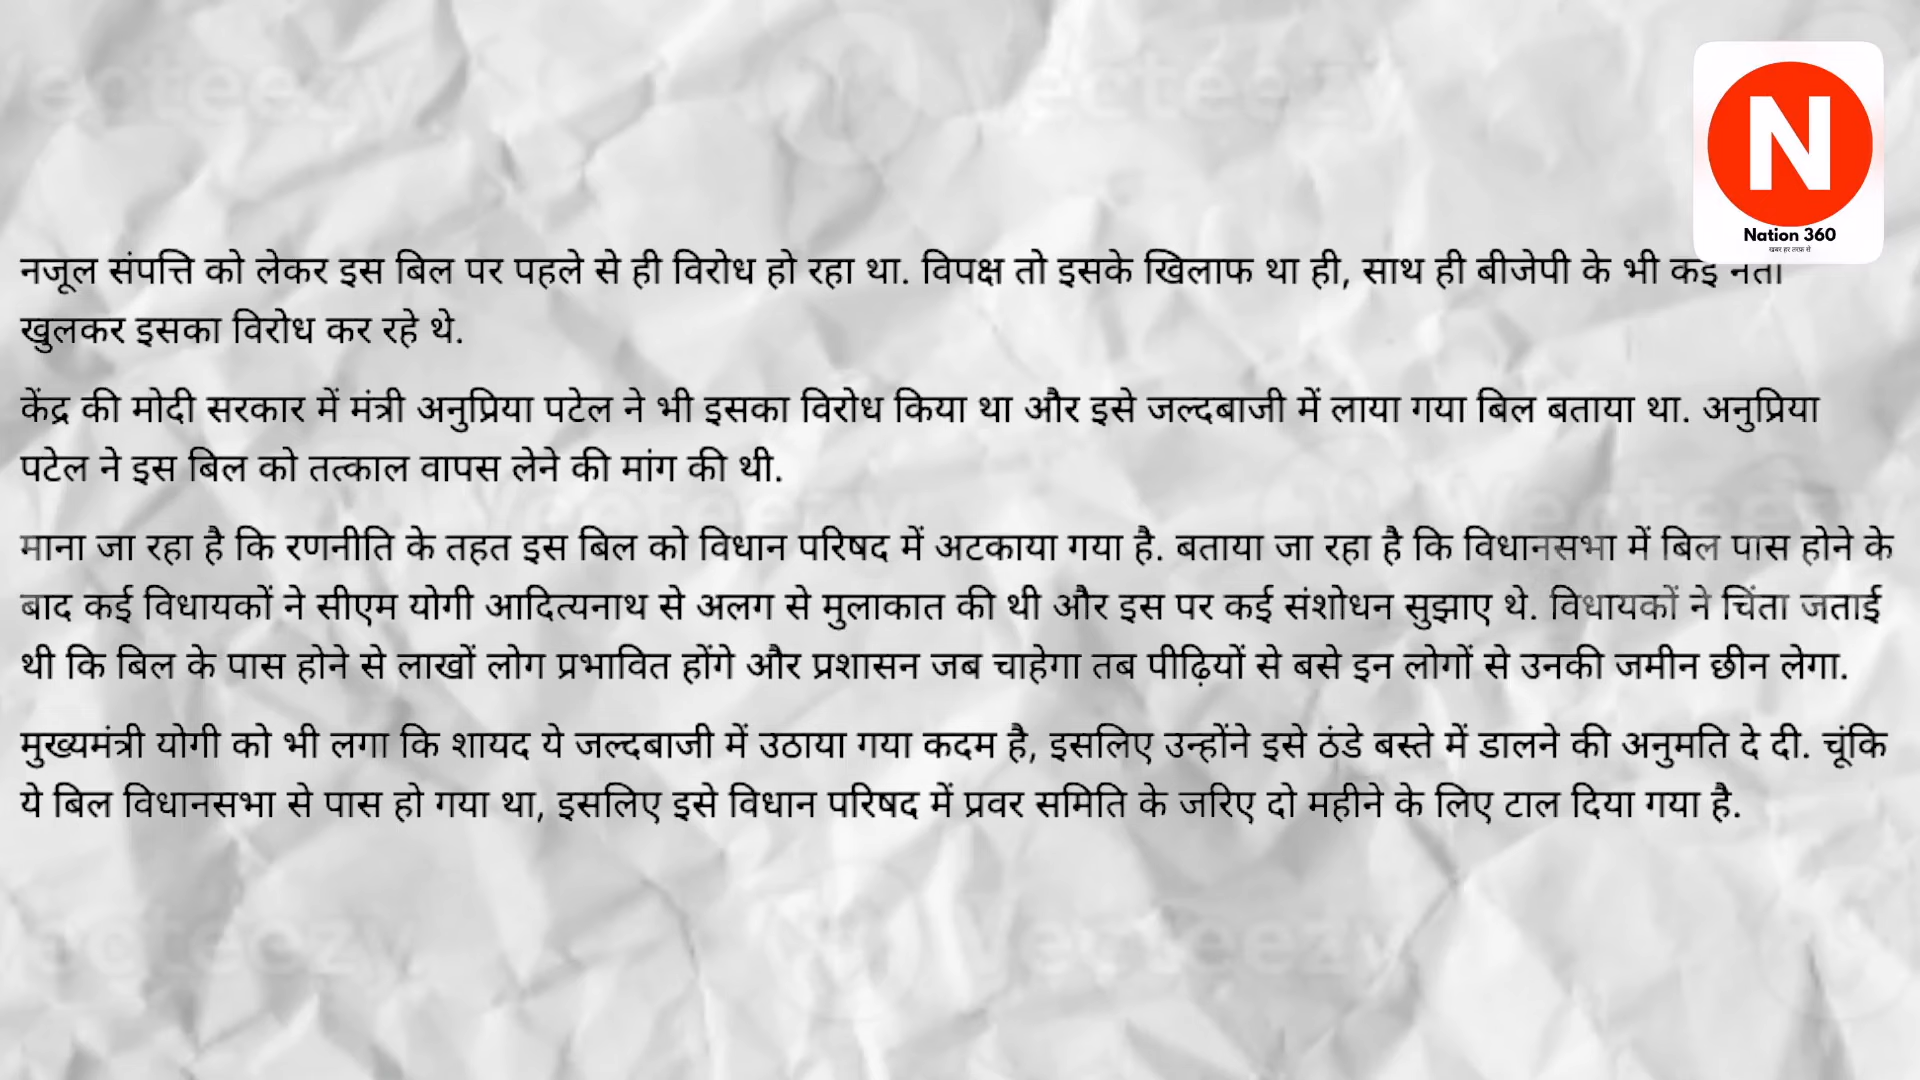 N
Nation 360
खबर हर तरफ़ से
नजूल संपत्ति को लेकर इस बिल पर पहले से ही विरोध हो रहा था. विपक्ष तो इसके खिलाफ था ही, साथ ही बीजेपी के भी कई नेता
खुलकर इसका विरोध कर रहे थे.
केंद्र की मोदी सरकार में मंत्री अनुप्रिया पटेल ने भी इसका विरोध किया था और इसे जल्दबाजी में लाया गया बिल बताया था. अनुप्रिया
पटेल ने इस बिल को तत्काल वापस लेने की मांग की थी.
माना जा रहा है कि रणनीति के तहत इस बिल को विधान परिषद में अटकाया गया है. बताया जा रहा है कि विधानसभा में बिल पास होने के
बाद कई विधायकों ने सीएम योगी आदित्यनाथ से अलग से मुलाकात की थी और इस पर कई संशोधन सुझाए थे. विधायकों ने चिंता जताई
थी कि बिल के पास होने से लाखों लोग प्रभावित होंगे और प्रशासन जब चाहेगा तब पीढ़ियों से बसे इन लोगों से उनकी जमीन छीन लेगा.
मुख्यमंत्री योगी को भी लगा कि शायद ये जल्दबाजी में उठाया गया कदम है, इसलिए उन्होंने इसे ठंडे बस्ते में डालने की अनुमति दे दी. चूंकि
ये बिल विधानसभा से पास हो गया था, इसलिए इसे विधान परिषद में प्रवर समिति के जरिए दो महीने के लिए टाल दिया गया है.